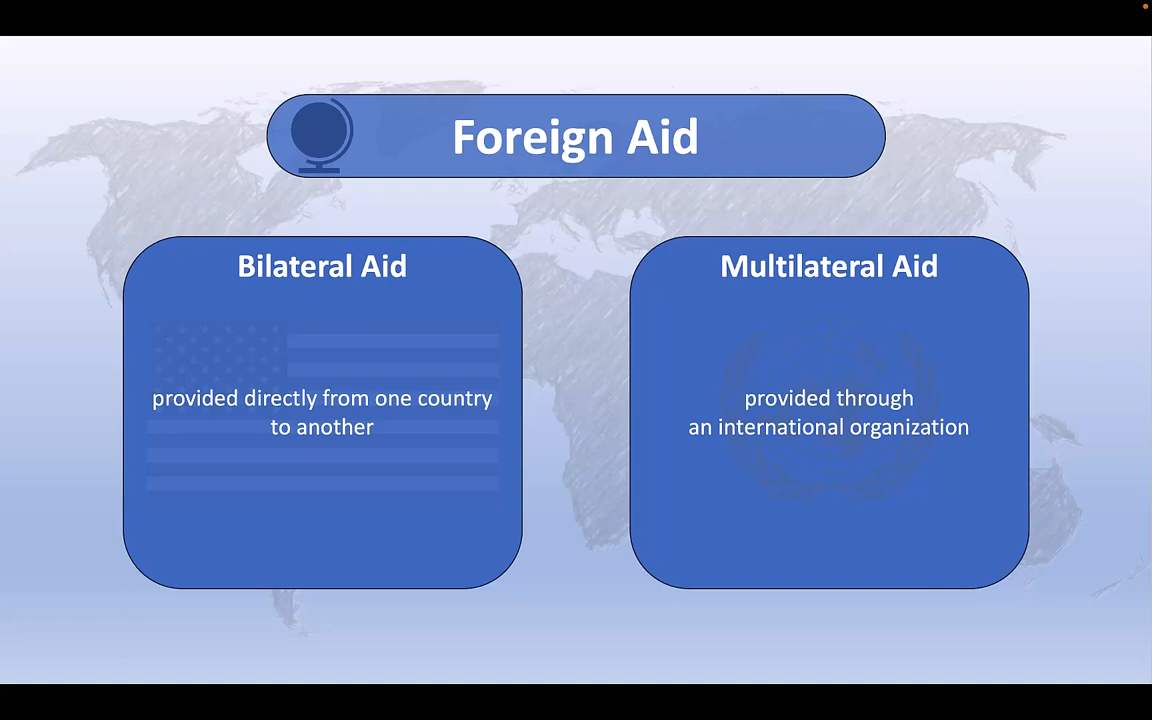 Foreign Aid
Bilateral Aid
provided directly from one country
to another
Multilateral Aid
provided through
an international organization